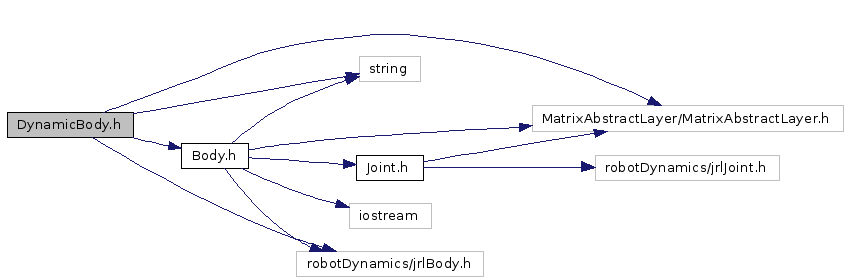 string
MatrixAbstractLayer/MatrixAbstractLayer.h
DynamicBody.h
Body.h
Joint.h
robotDynamics/jrlJoint.h
iostream
robotDynamics/jrlBody.h